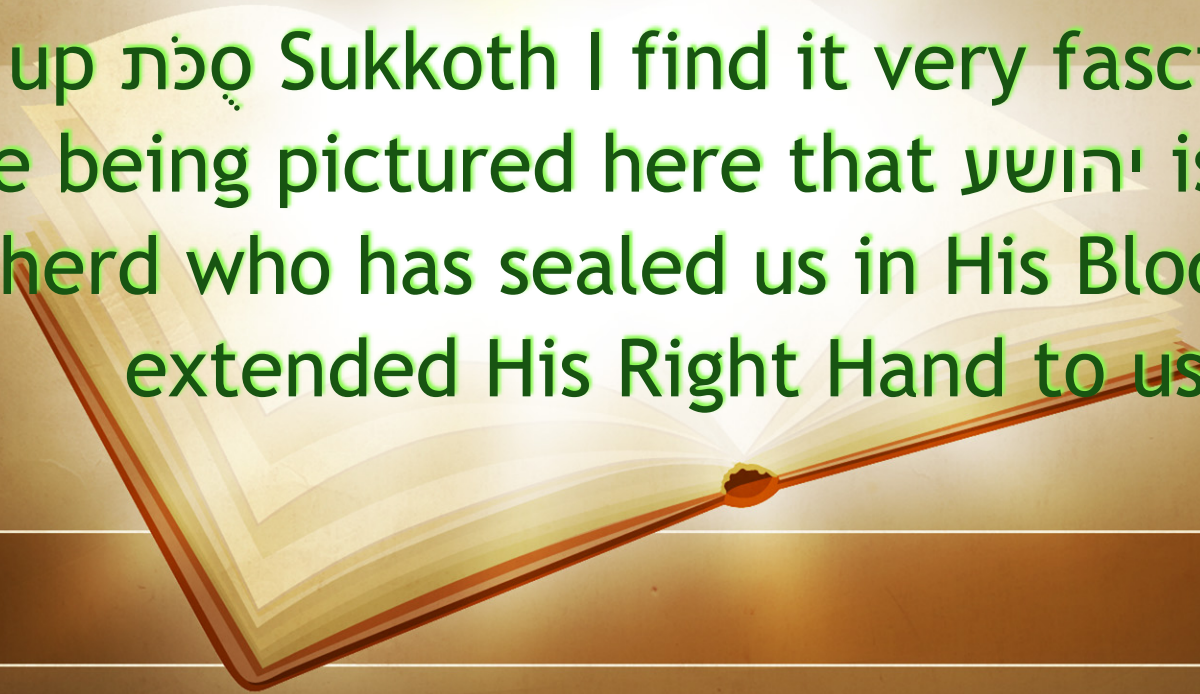 up סֻכֹּת Sukkoth I find it very fasc
e being pictured here that יהושע is
herd who has sealed us in His Bloo
extended His Right Hand to us